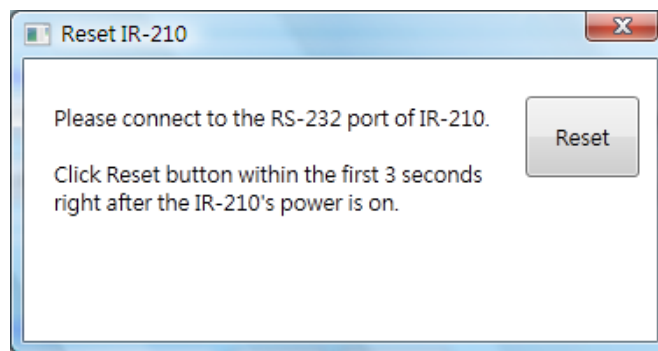 Reset IR-210
Please connect to the RS-232 port of IR-210.
Reset
Click Reset button within the first 3 seconds
right after the IR-210's power is on.